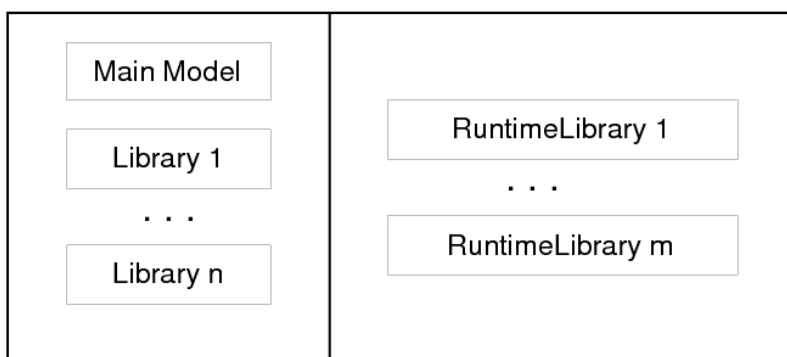 Main Model
Library 1
. . .
Library n
RuntimeLibrary 1
. . .
RuntimeLibrary m